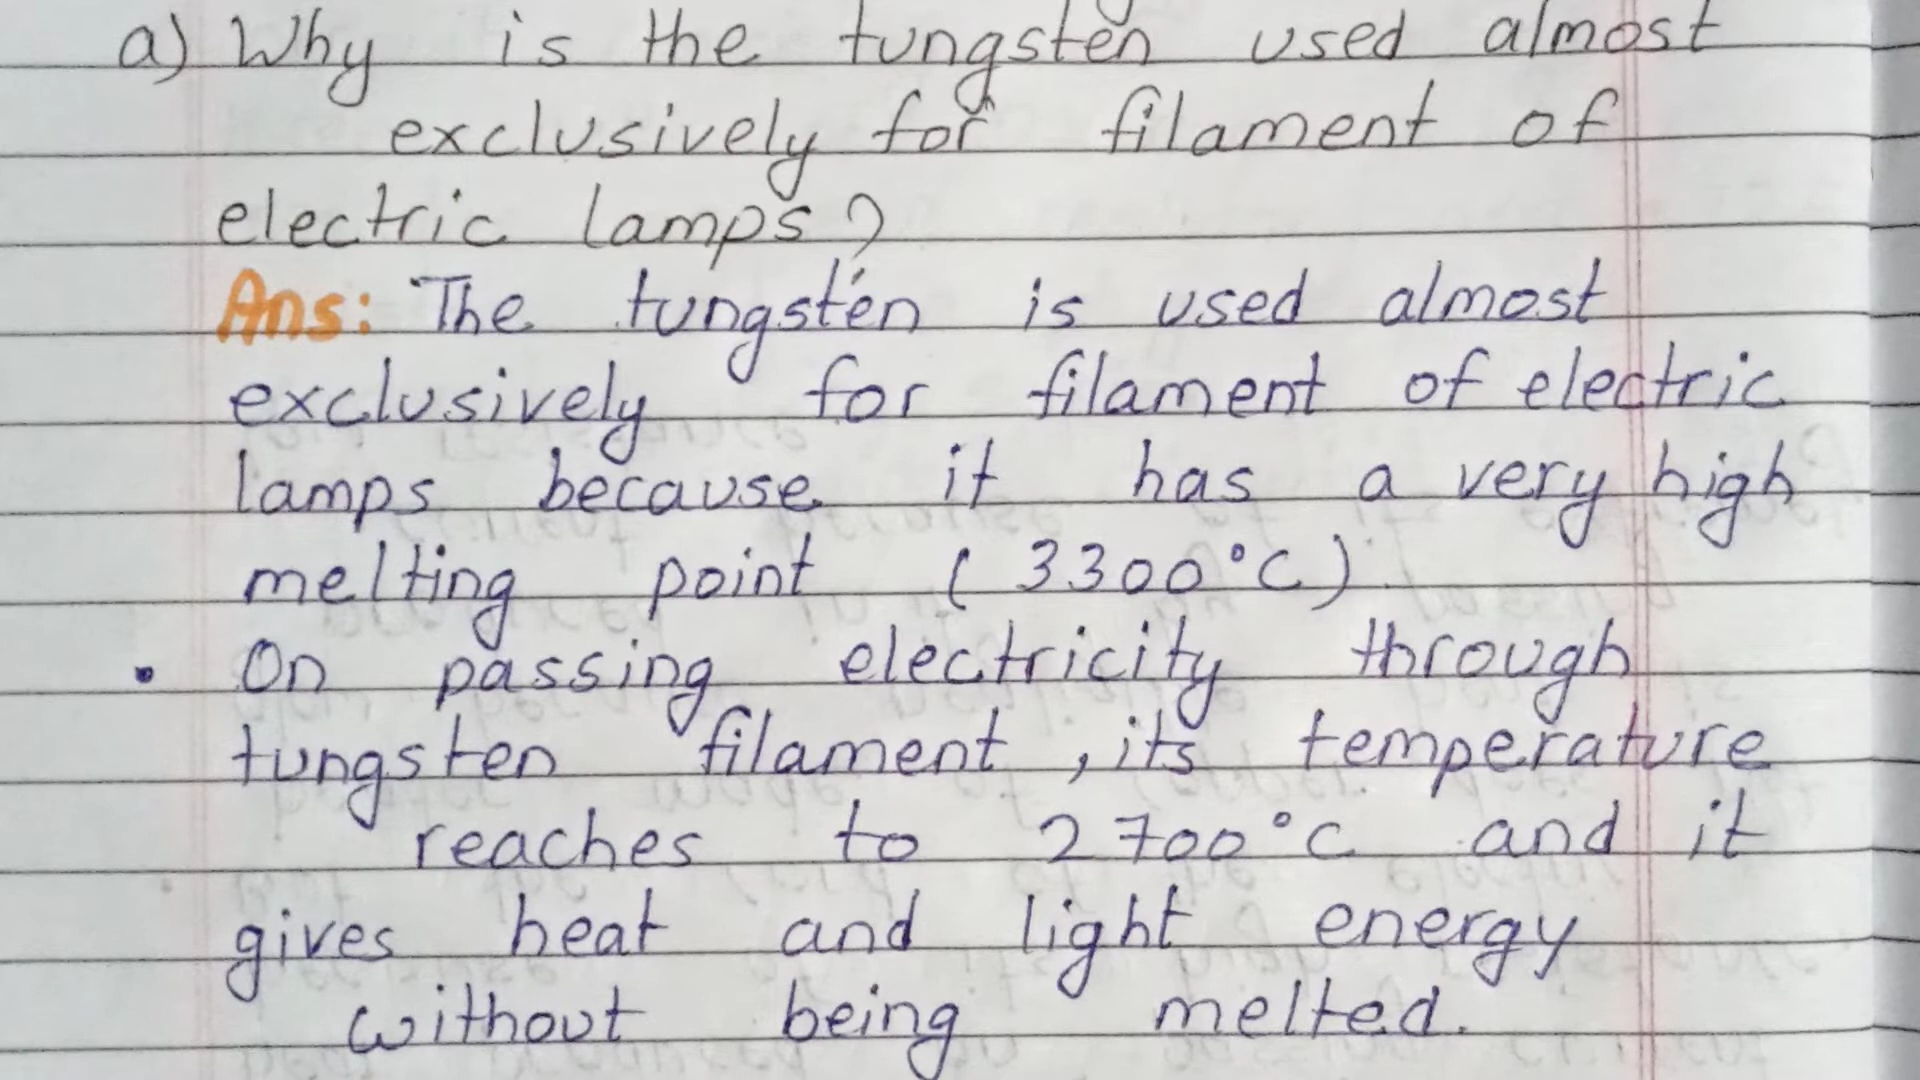 a) Why is the tungsten used almost
exclusively for filament of
electric lamps?
Ans: The tungsten is used almost
exclusively for filament of electric
lamps because it has a very high
melting point (3300°C).
• On passing electricity through
tungsten filament, its temperature
reaches to 2700°C and it
gives heat and light energy
without being melted.